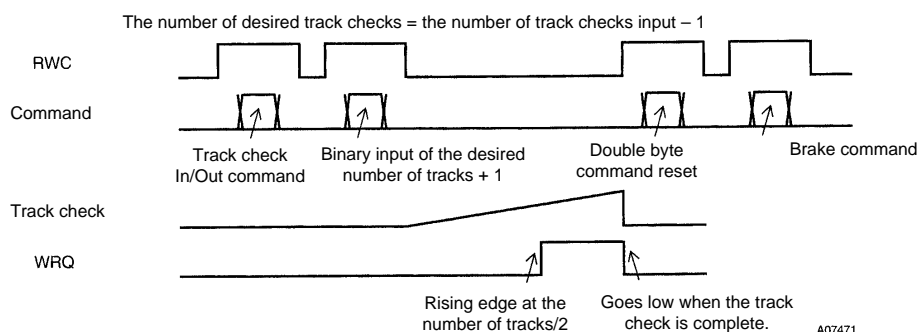 The number of desired track checks = the number of track checks input – 1
RWC
Command
Track check
In/Out command
Binary input of the desired
number of tracks + 1
Double byte
command reset
Brake command
Track check
WRQ
Rising edge at the
number of tracks/2
Goes low when the track
check is complete.
A07471